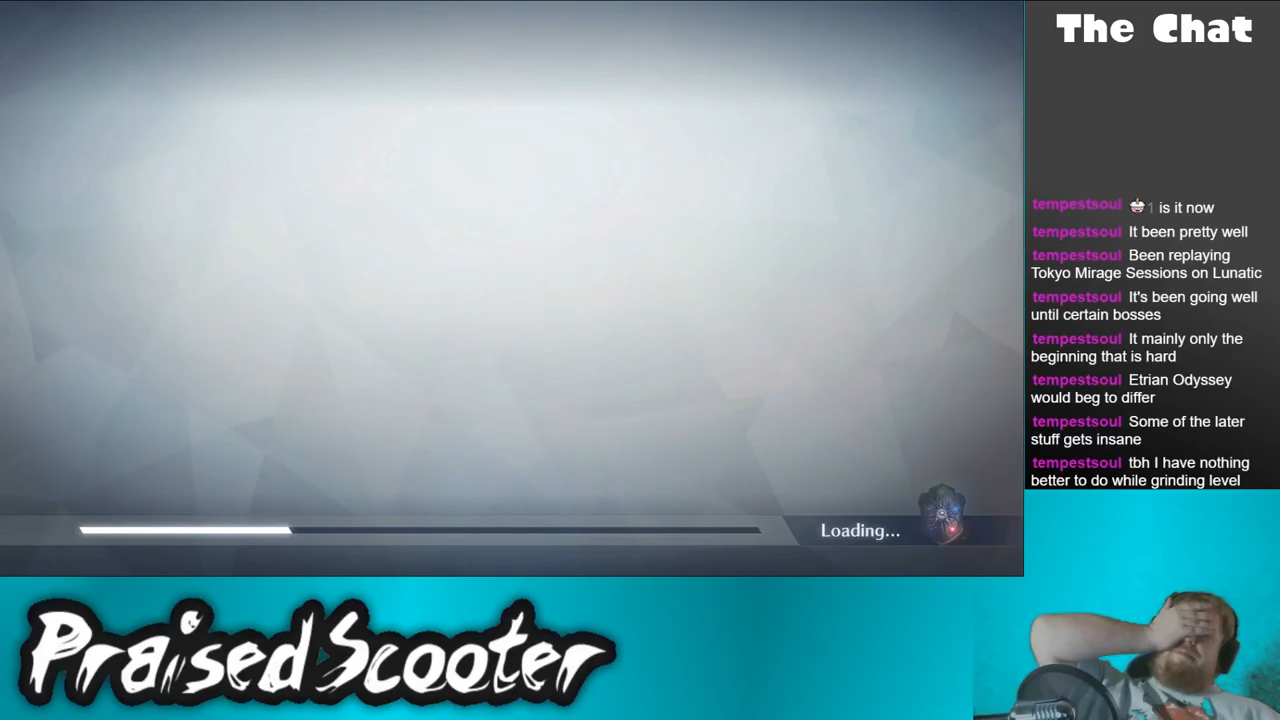 The Chat
tempestsoul 1 is it now
tempestsoul It been pretty well
tempestsoul Been replaying
Tokyo Mirage Sessions on Lunatic
tempestsoul It's been going well
until certain bosses
tempestsoul It mainly only the
beginning that is hard
tempestsoul Etrian Odyssey
would beg to differ
tempestsoul Some of the later
stuff gets insane
tempestsoul tbh I have nothing
better to do while grinding level
Loading...
PraisedScooter